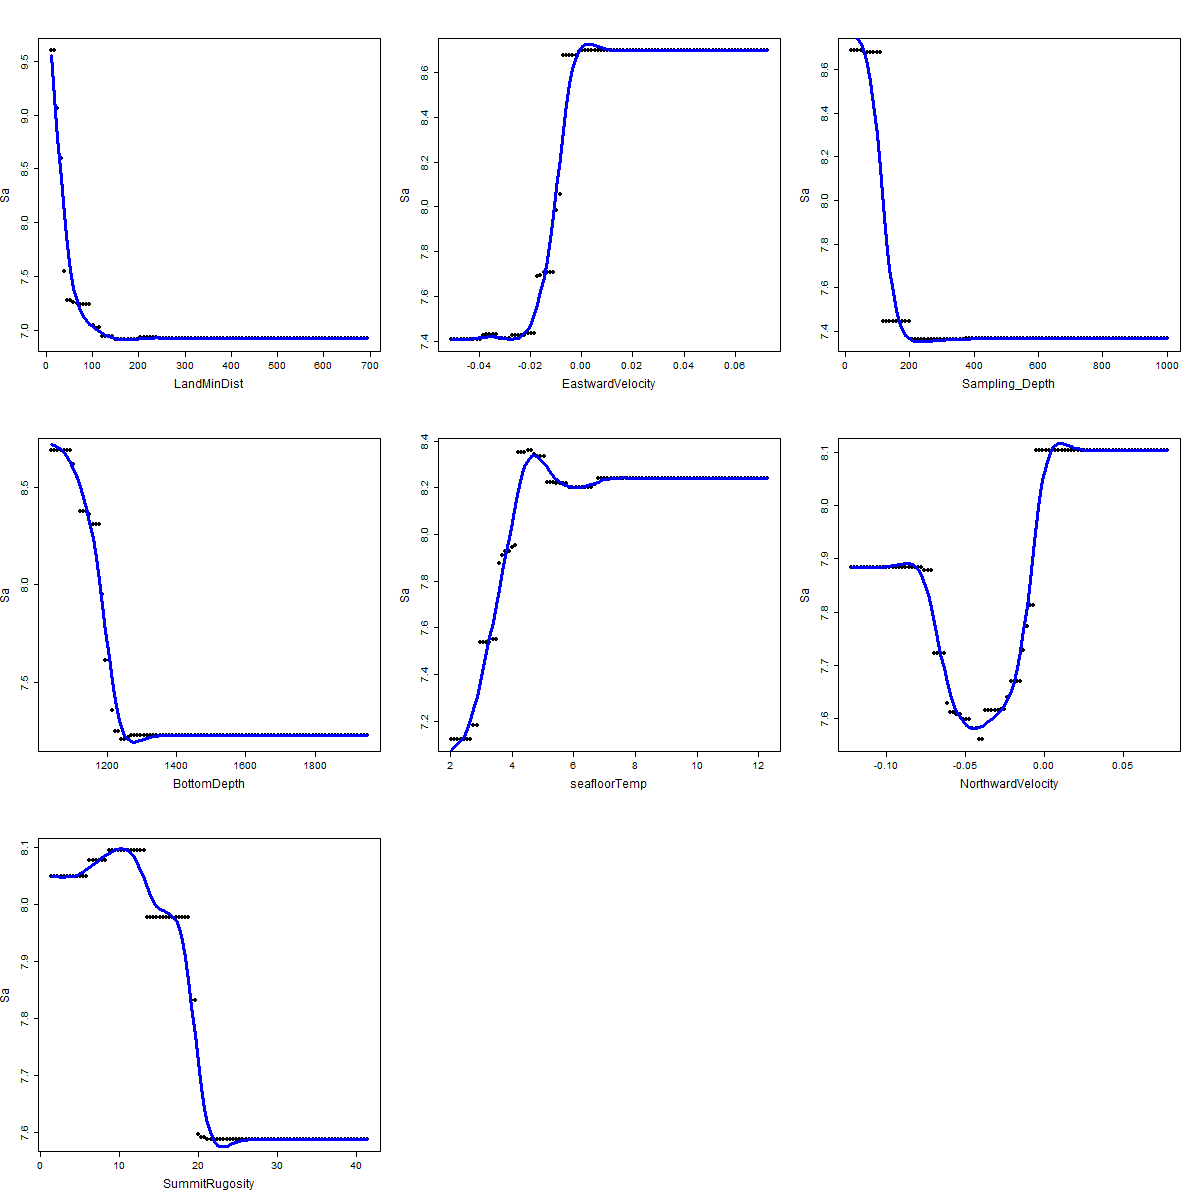 Sa
9.5
9.0
8.5
8.0
7.5
7.0
0 100 200 300 400 500 600 700
LandMinDist
Sa
8.6
8.4
8.2
8.0
7.8
7.6
7.4
-0.04 -0.02 0.00 0.02 0.04 0.06
EastwardVelocity
Sa
8.6
8.4
8.2
8.0
7.8
7.6
7.4
0 200 400 600 800 1000
Sampling_Depth
Sa
8.5
8.0
7.5
1200 1400 1600 1800
BottomDepth
Sa
8.4
8.2
8.0
7.8
7.6
7.4
7.2
2 4 6 8 10 12
seafloorTemp
Sa
8.1
8.0
7.9
7.8
7.7
7.6
-0.10 -0.05 0.00 0.05
NorthwardVelocity
Sa
8.1
8.0
7.9
7.8
7.7
7.6
0 10 20 30 40
SummitRugosity